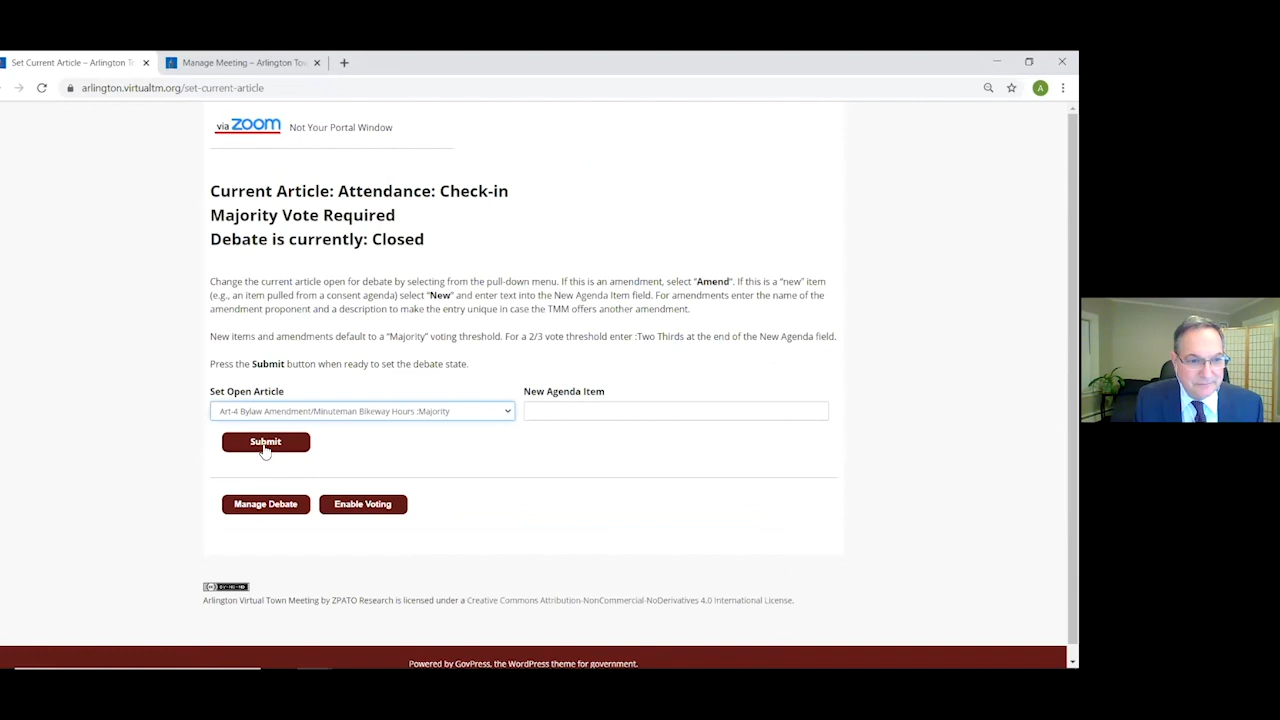 Set Current Article – Arlington T
Manage Meeting – Arlington Tow
arlington.virtualtm.org/set-current-article
A
via zoom Not Your Portal Window
Current Article: Attendance: Check-in
Majority Vote Required
Debate is currently: Closed
Change the current article open for debate by selecting from the pull-down menu. If this is an amendment, select "Amend". If this is a "new" item
(e.g., an item pulled from a consent agenda) select "New" and enter text into the New Agenda Item field. For amendments enter the name of the
amendment proponent and a description to make the entry unique in case the TMM offers another amendment.
New items and amendments default to a "Majority" voting threshold. For a 2/3 vote threshold enter :Two Thirds at the end of the New Agenda field.
Press the Submit button when ready to set the debate state.
Set Open Article New Agenda Item
Art-4 Bylaw Amendment/Minuteman Bikeway Hours :Majority
Submit
Manage Debate Enable Voting
Arlington Virtual Town Meeting by ZPATO Research is licensed under a Creative Commons Attribution-NonCommercial-NoDerivatives 4.0 International License.
Powered by GovPress, the WordPress theme for government.